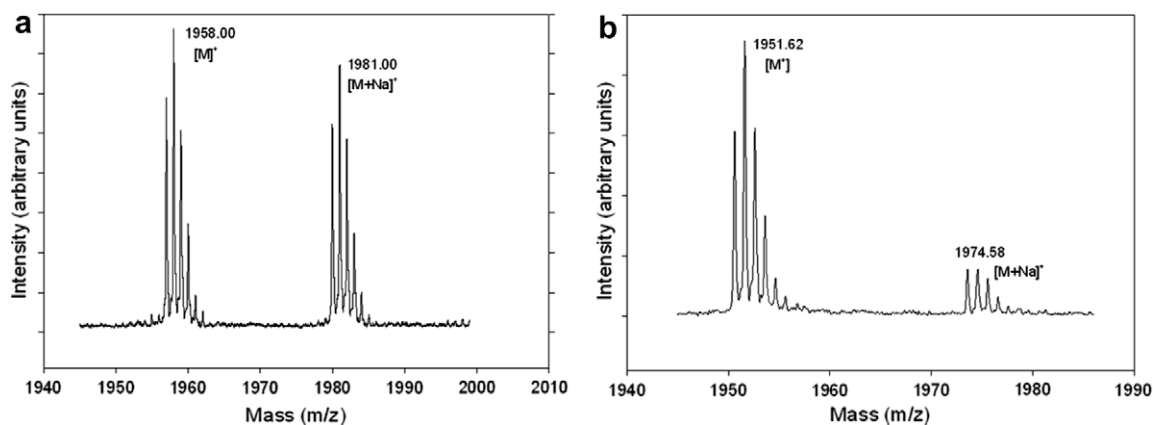 a
1958.00
[M]⁺
1981.00
[M+Na]⁺
Intensity (arbitrary units)
1940 1950 1960 1970 1980 1990 2000 2010
Mass (m/z)
b
1951.62
[M⁺]
1974.58
[M+Na]⁺
Intensity (arbitrary units)
1940 1950 1960 1970 1980 1990
Mass (m/z)